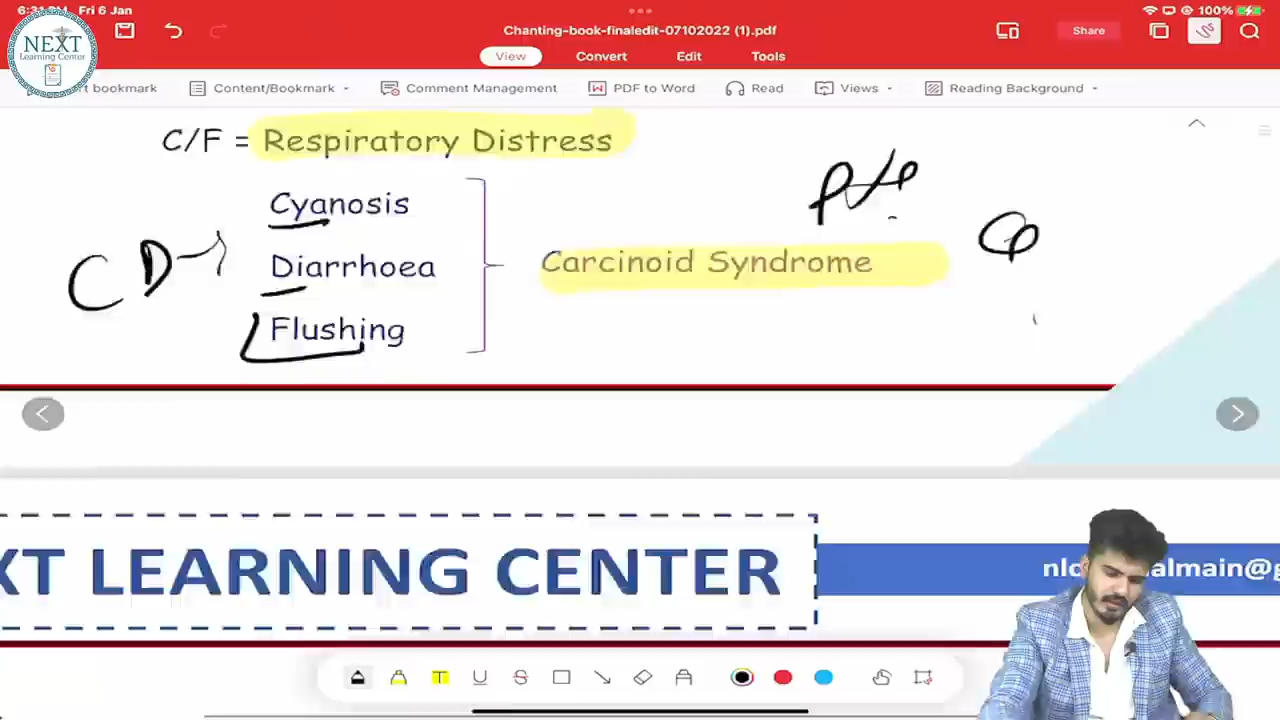 6:31 PM Fri 6 Jan
100%
NEXT
Learning Center
Chanting-book-finaledit-07102022 (1).pdf
Share
View Convert Edit Tools
bookmark Content/Bookmark Comment Management PDF to Word Read Views Reading Background
C/F = Respiratory Distress
Cyanosis
C D
Diarrhoea
Flushing
Carcinoid Syndrome
XT LEARNING CENTER